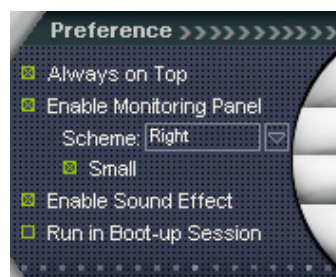 Preference >>>>>>>>>>>>
Always on Top
Enable Monitoring Panel
Scheme: Right
Small
Enable Sound Effect
Run in Boot-up Session